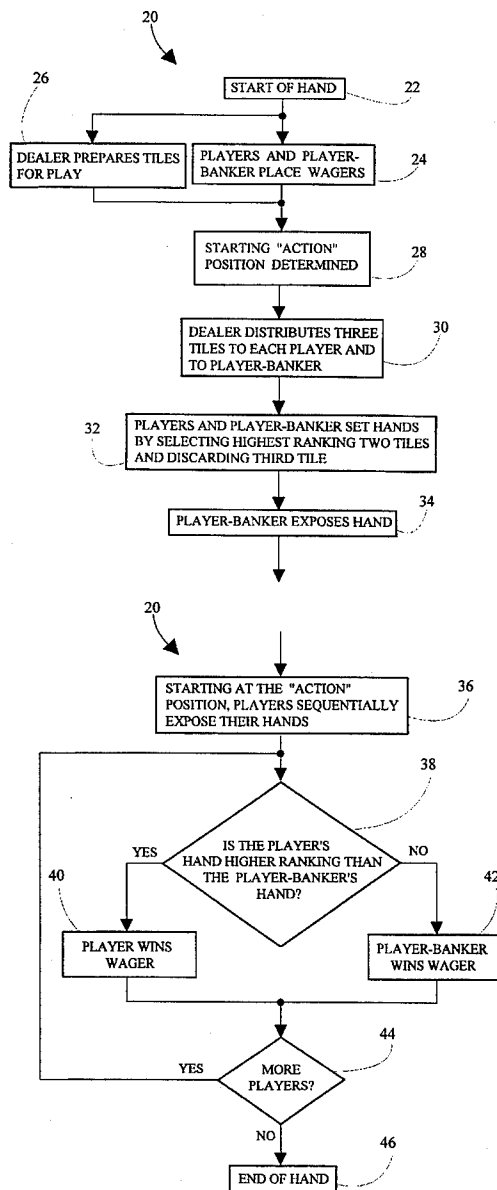 20
START OF HAND
22
26
DEALER PREPARES TILES
FOR PLAY
PLAYERS AND PLAYER-
BANKER PLACE WAGERS
24
STARTING "ACTION"
POSITION DETERMINED
28
DEALER DISTRIBUTES THREE
TILES TO EACH PLAYER AND
TO PLAYER-BANKER
30
PLAYERS AND PLAYER-BANKER SET HANDS
BY SELECTING HIGHEST RANKING TWO TILES
AND DISCARDING THIRD TILE
32
PLAYER-BANKER EXPOSES HAND
34
20
STARTING AT THE "ACTION"
POSITION, PLAYERS SEQUENTIALLY
EXPOSE THEIR HANDS
36
38
IS THE PLAYER'S
HAND HIGHER RANKING THAN
THE PLAYER-BANKER'S
HAND?
YES
NO
40
PLAYER WINS
WAGER
42
PLAYER-BANKER
WINS WAGER
44
MORE
PLAYERS?
YES
NO
46
END OF HAND